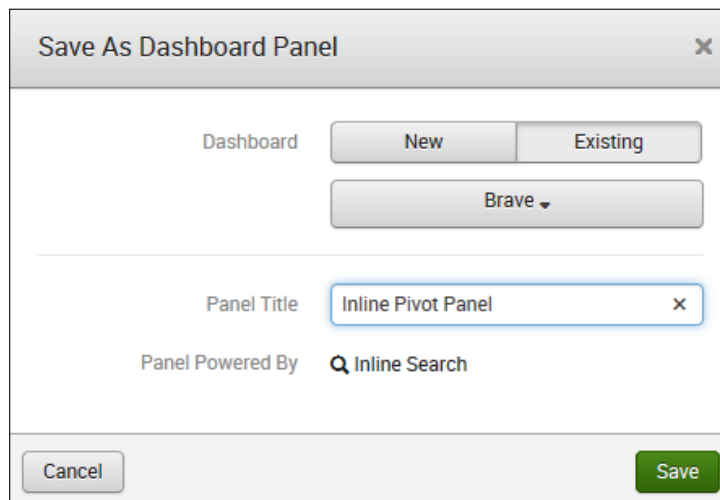 Save As Dashboard Panel
Dashboard New Existing
Brave
Panel Title Inline Pivot Panel
Panel Powered By Inline Search
Cancel Save